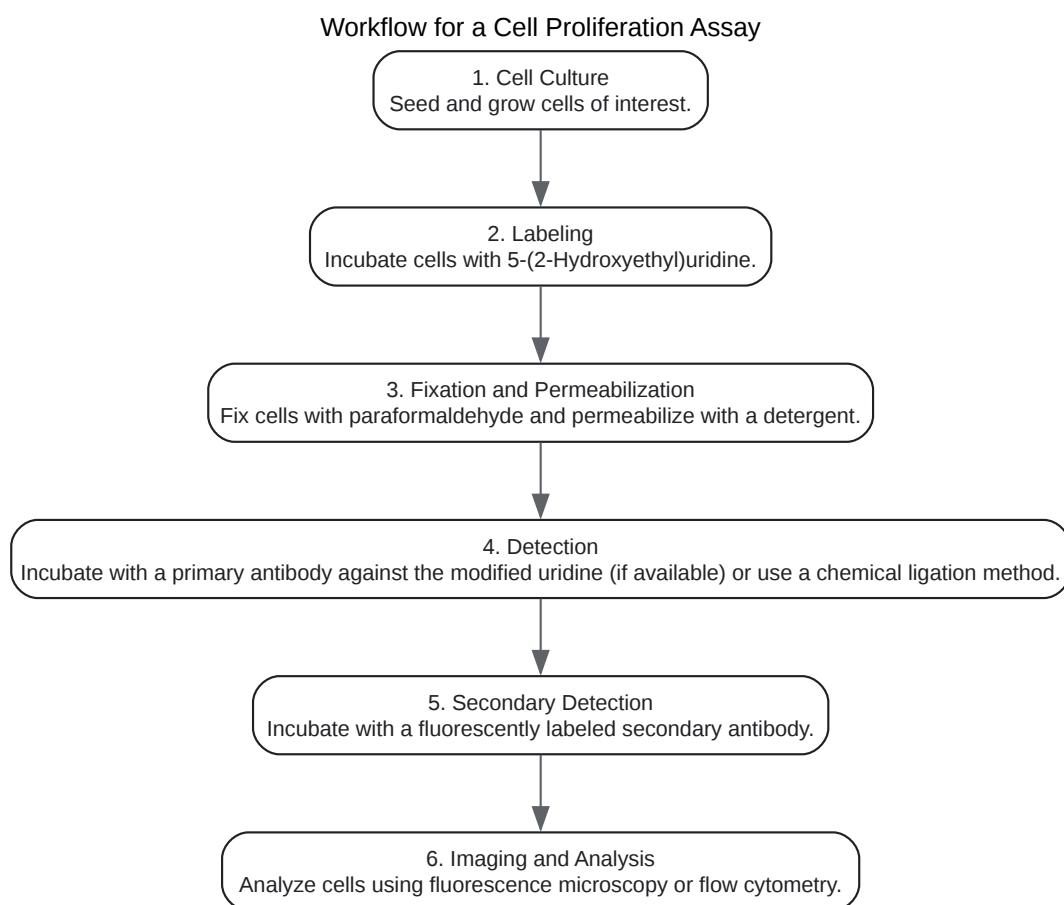 Workflow for a Cell Proliferation Assay
1. Cell Culture
Seed and grow cells of interest.
2. Labeling
Incubate cells with 5-(2-Hydroxyethyl)uridine.
3. Fixation and Permeabilization
Fix cells with paraformaldehyde and permeabilize with a detergent.
4. Detection
Incubate with a primary antibody against the modified uridine (if available) or use a chemical ligation method.
5. Secondary Detection
Incubate with a fluorescently labeled secondary antibody.
6. Imaging and Analysis
Analyze cells using fluorescence microscopy or flow cytometry.